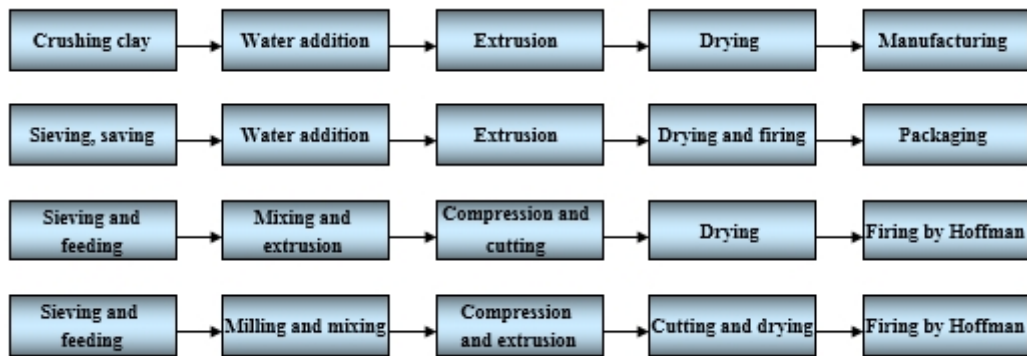 Crushing clay
Water addition
Extrusion
Drying
Manufacturing
Sieving, saving
Water addition
Extrusion
Drying and firing
Packaging
Sieving and
feeding
Mixing and
extrusion
Compression and
cutting
Drying
Firing by Hoffman
Sieving and
feeding
Milling and mixing
Compression
and extrusion
Cutting and drying
Firing by Hoffman